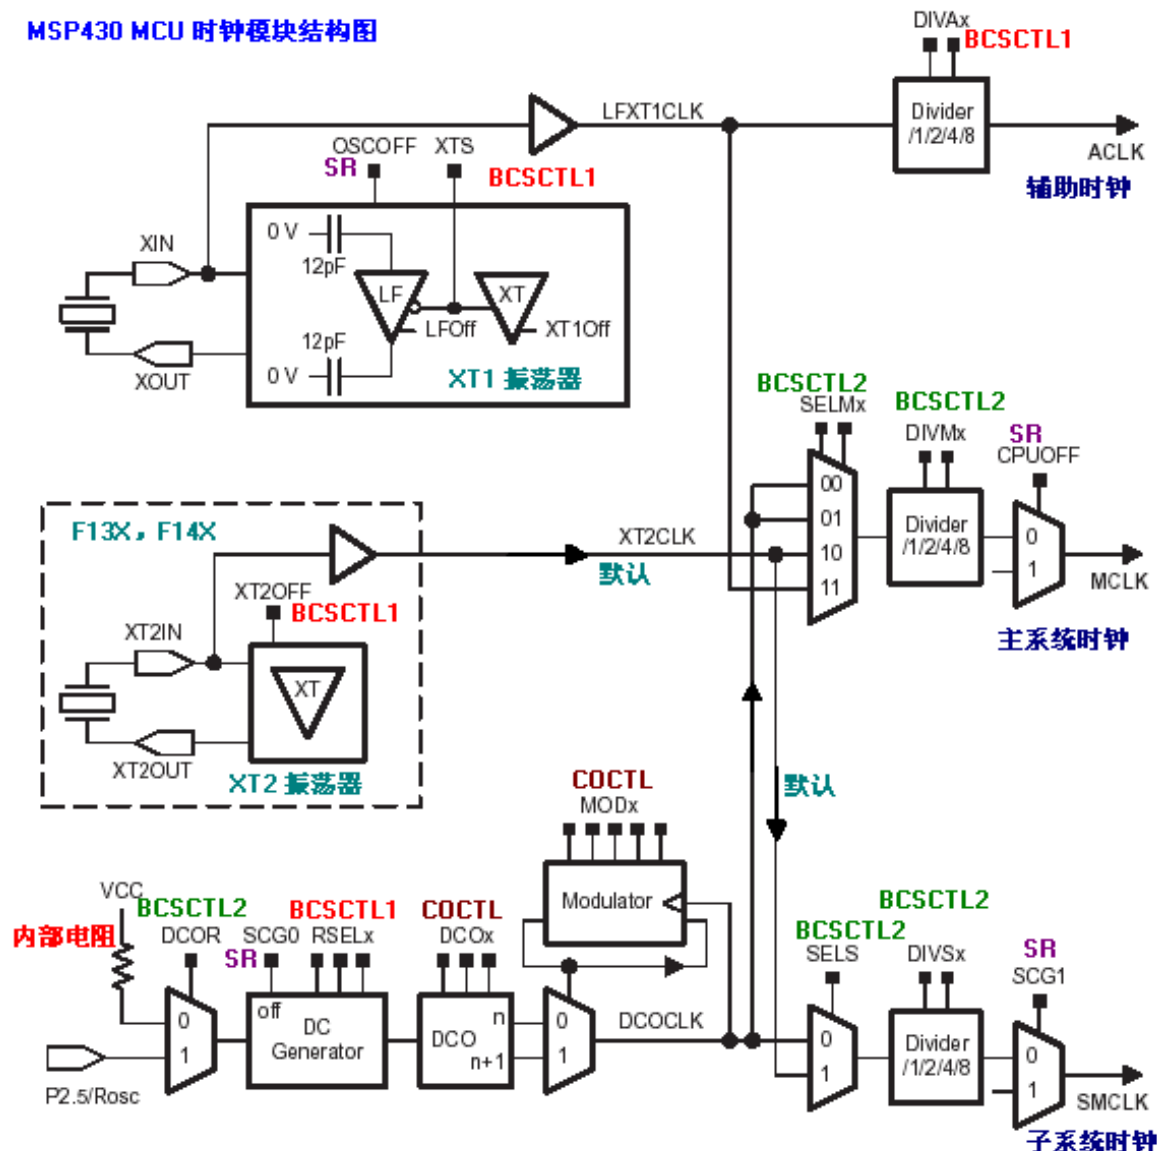 MSP430 MCU 时钟模块结构图
DIVAx
BCSCTL1
LFXT1CLK
Divider
/1/2/4/8
ACLK
辅助时钟
OSCOFF
XTS
SR
BCSCTL1
0 V
12pF
XIN
LF
XT
LFOff
XT1Off
12pF
XOUT
0 V
XT1 振荡器
BCSCTL2
SELMx
BCSCTL2
DIVMx
SR
CPUOFF
00
01
10
11
Divider
/1/2/4/8
0
1
MCLK
主系统时钟
F13X，F14X
XT2CLK
默认
XT2OFF
BCSCTL1
XT2IN
XT
XT2OUT
XT2 振荡器
默认
COCTL
MODx
Modulator
VCC
内部电阻
BCSCTL2
DCOR
SR
SCG0
BCSCTL1
RSELx
COCTL
DCOx
0
1
off
DC
Generator
DCO
n
n+1
0
1
DCOCLK
P2.5/Rosc
BCSCTL2
SELS
BCSCTL2
DIVSx
SR
SCG1
0
1
Divider
/1/2/4/8
0
1
SMCLK
子系统时钟